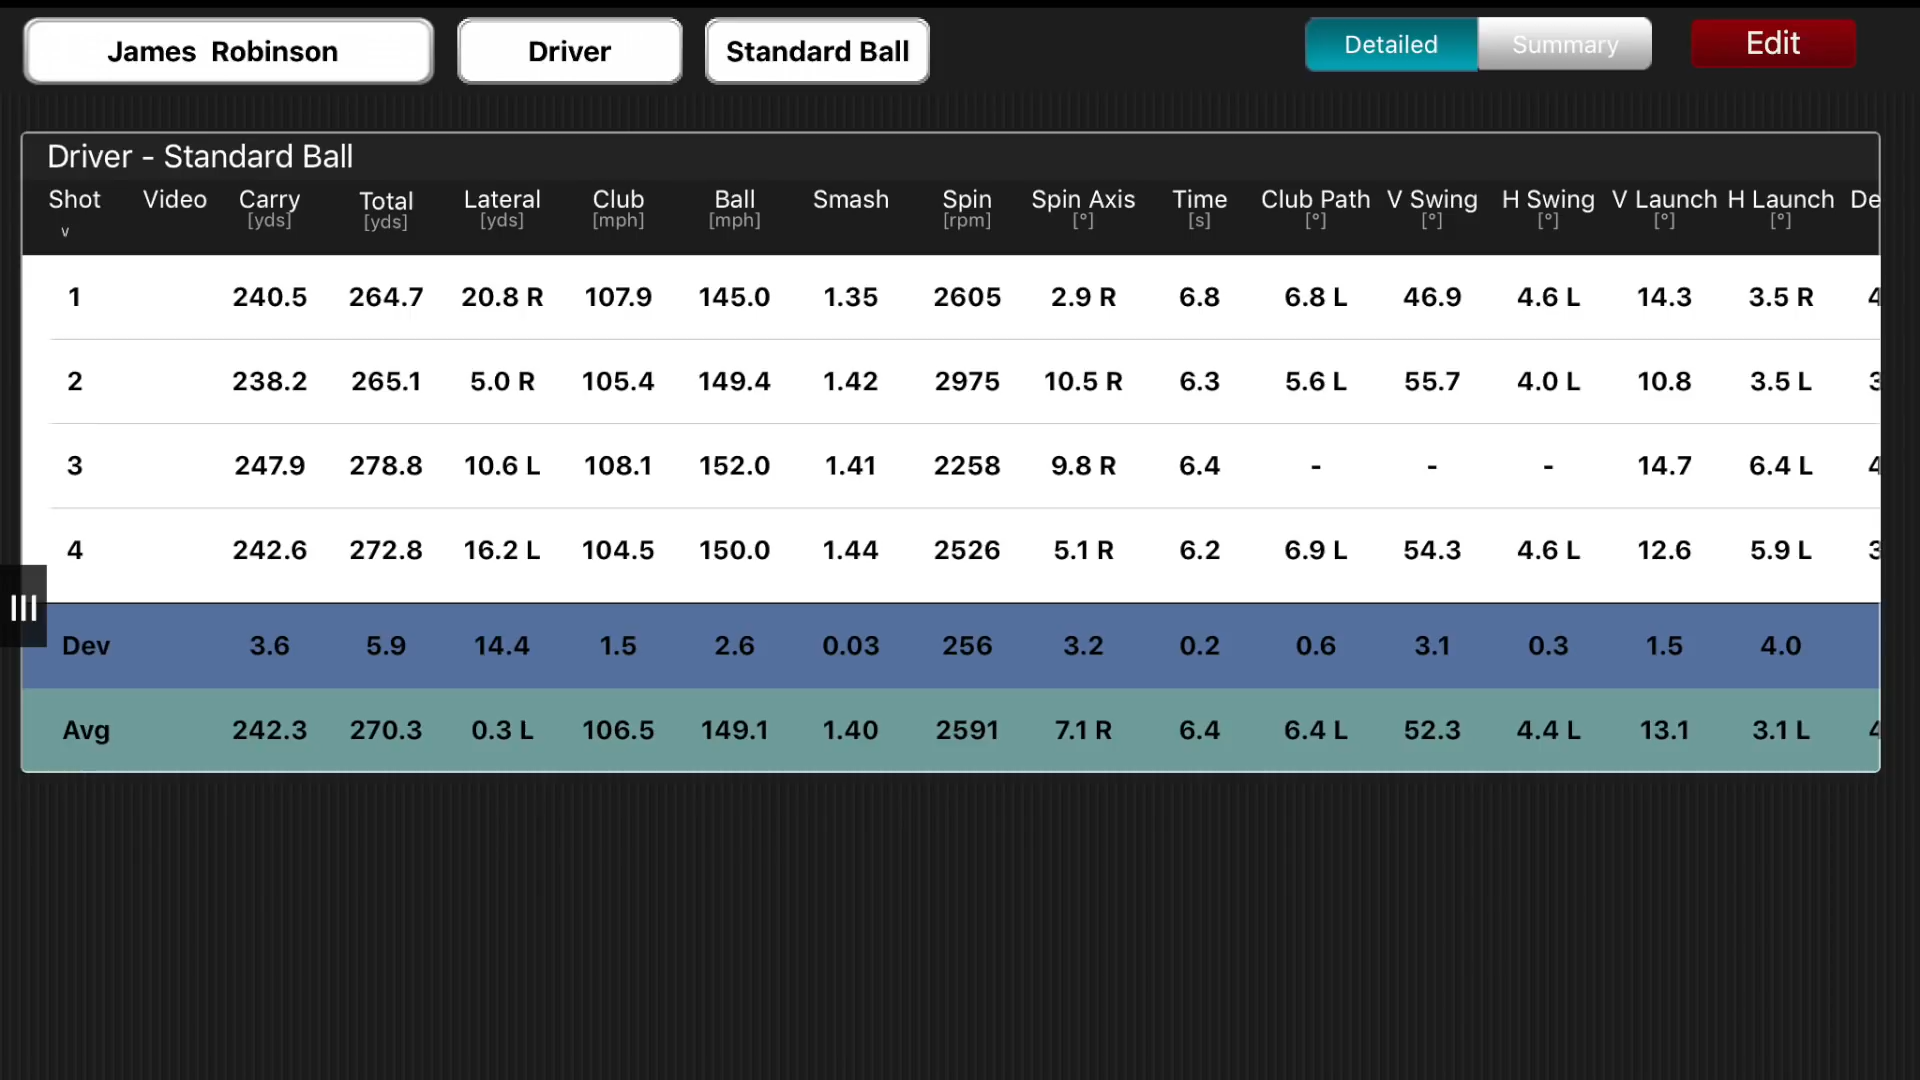 James Robinson Driver Standard Ball Detailed Summary Edit
Driver - Standard Ball
Shot Video Carry Total Lateral Club Ball Smash Spin Spin Axis Time Club Path V Swing H Swing V Launch H Launch De
[yds] [yds] [yds] [mph] [mph] [rpm] [°] [s] [°] [°] [°] [°] [°]
v
1 240.5 264.7 20.8 R 107.9 145.0 1.35 2605 2.9 R 6.8 6.8 L 46.9 4.6 L 14.3 3.5 R 4
2 238.2 265.1 5.0 R 105.4 149.4 1.42 2975 10.5 R 6.3 5.6 L 55.7 4.0 L 10.8 3.5 L 3
3 247.9 278.8 10.6 L 108.1 152.0 1.41 2258 9.8 R 6.4 - - - 14.7 6.4 L 4
4 242.6 272.8 16.2 L 104.5 150.0 1.44 2526 5.1 R 6.2 6.9 L 54.3 4.6 L 12.6 5.9 L 3
Dev 3.6 5.9 14.4 1.5 2.6 0.03 256 3.2 0.2 0.6 3.1 0.3 1.5 4.0
Avg 242.3 270.3 0.3 L 106.5 149.1 1.40 2591 7.1 R 6.4 6.4 L 52.3 4.4 L 13.1 3.1 L 4